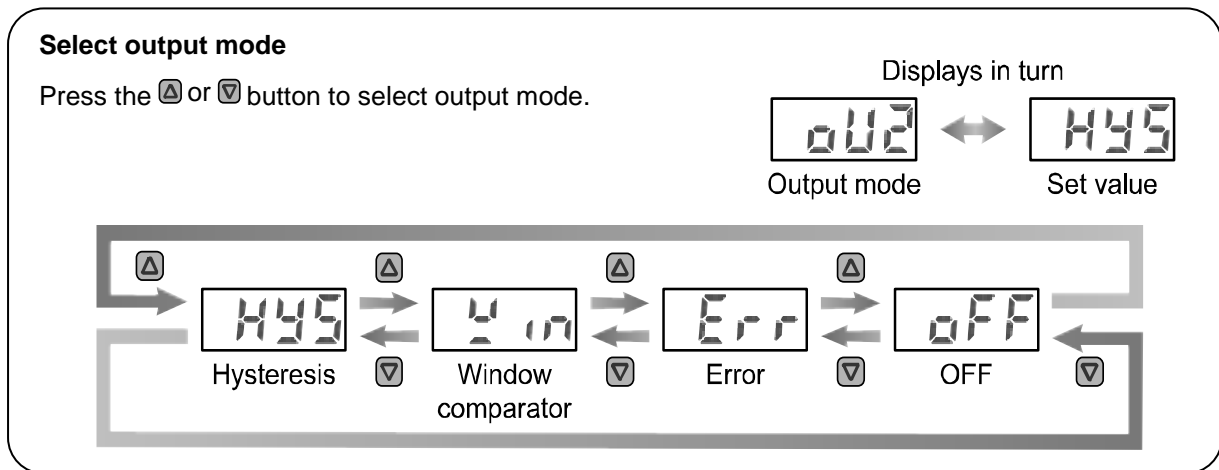 Select output mode
Press the △ or ▽ button to select output mode.
Displays in turn
oU2 HYS
Output mode Set value
△ △ △ △
HYS Win Err oFF
Hysteresis ▽ Window comparator ▽ Error ▽ OFF ▽